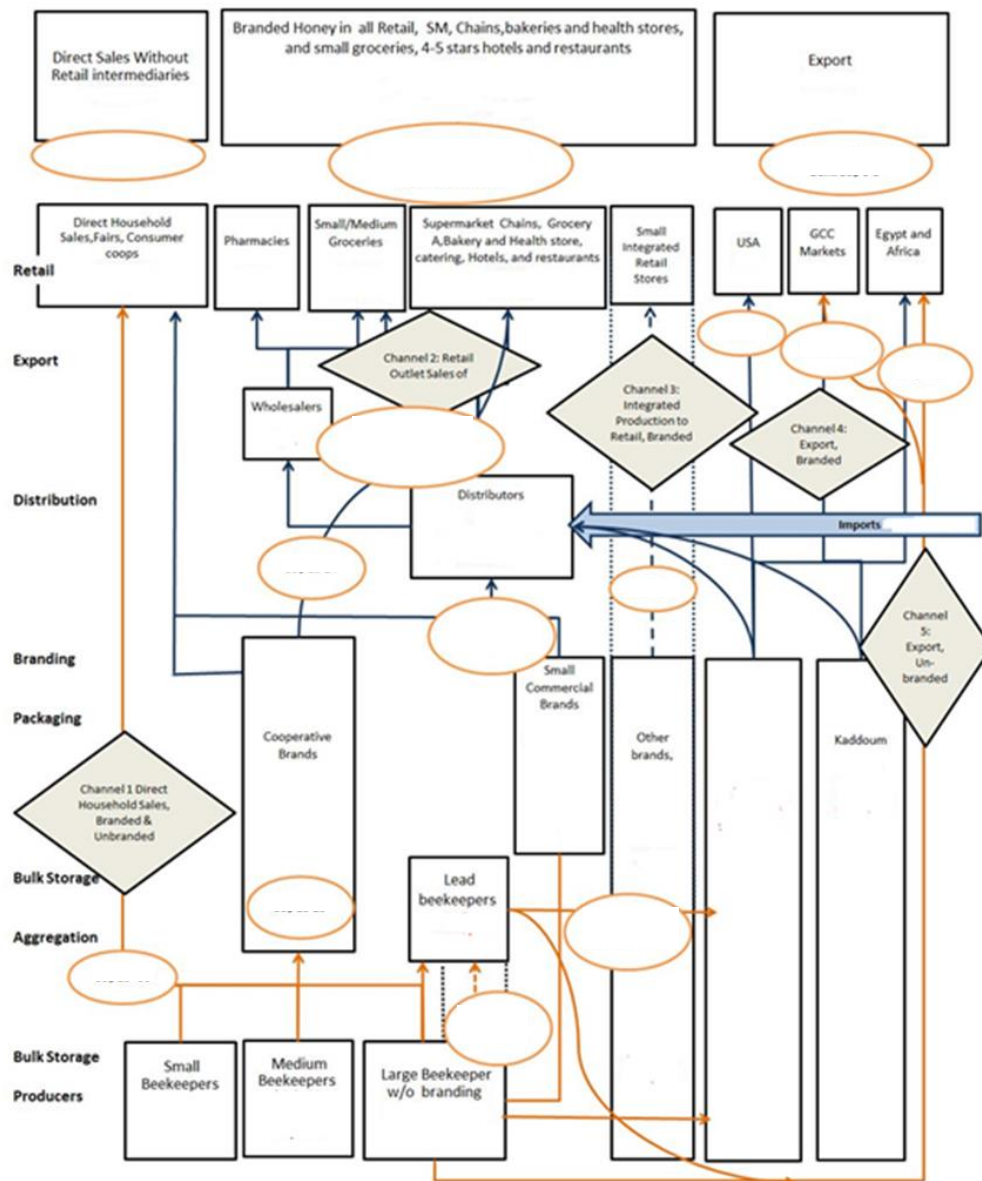 Direct Sales Without
Retail intermediaries
Branded Honey in all Retail, SM, Chains,bakeries and health stores,
and small groceries, 4-5 stars hotels and restaurants
Export
Retail
Direct Household
Sales,Fairs, Consumer
coops
Pharmacies
Small/Medium
Groceries
Supermarket Chains, Grocery
A,Bakery and Health store,
catering, Hotels, and restaurants
Small
Integrated
Retail
Stores
USA
GCC
Markets
Egypt and
Africa
Export
Channel 2: Retail
Outlet Sales of
Wholesalers
Channel 3:
Integrated
Production to
Retail, Branded
Channel 4:
Export,
Branded
Distribution
Distributors
Imports
Channel
5:
Export,
Un-
branded
Branding
Packaging
Cooperative
Brands
Small
Commercial
Brands
Other
brands,
Kaddoum
Channel 1 Direct
Household Sales,
Branded &
Unbranded
Bulk Storage
Lead
beekeepers
Aggregation
Bulk Storage
Producers
Small
Beekeepers
Medium
Beekeepers
Large Beekeeper
w/o branding